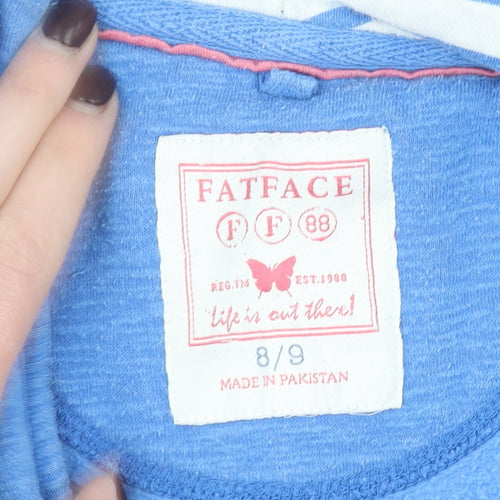 FATFACE
F F 88
REG.TM EST.1988
life is out there!
8/9
MADE IN PAKISTAN